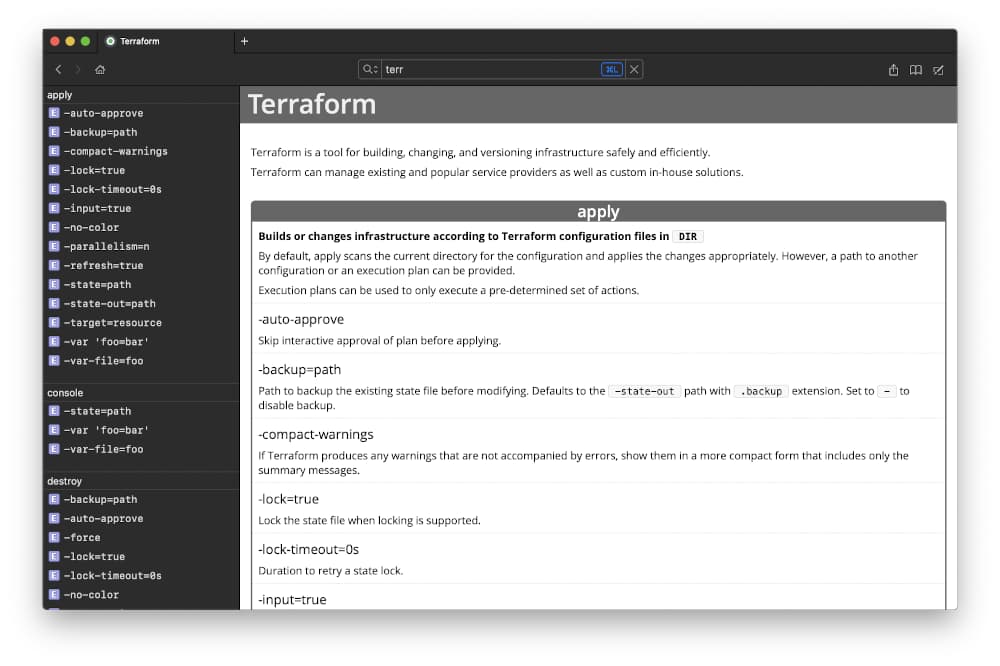 Terraform
+
terr
⌘L
apply
E -auto-approve
E -backup=path
E -compact-warnings
E -lock=true
E -lock-timeout=0s
E -input=true
E -no-color
E -parallelism=n
E -refresh=true
E -state=path
E -state-out=path
E -target=resource
E -var 'foo=bar'
E -var-file=foo
console
E -state=path
E -var 'foo=bar'
E -var-file=foo
destroy
E -backup=path
E -auto-approve
E -force
E -lock=true
E -lock-timeout=0s
E -no-color
Terraform
Terraform is a tool for building, changing, and versioning infrastructure safely and efficiently.
Terraform can manage existing and popular service providers as well as custom in-house solutions.
apply
Builds or changes infrastructure according to Terraform configuration files in DIR
By default, apply scans the current directory for the configuration and applies the changes appropriately. However, a path to another
configuration or an execution plan can be provided.
Execution plans can be used to only execute a pre-determined set of actions.
-auto-approve
Skip interactive approval of plan before applying.
-backup=path
Path to backup the existing state file before modifying. Defaults to the -state-out path with .backup extension. Set to - to
disable backup.
-compact-warnings
If Terraform produces any warnings that are not accompanied by errors, show them in a more compact form that includes only the
summary messages.
-lock=true
Lock the state file when locking is supported.
-lock-timeout=0s
Duration to retry a state lock.
-input=true